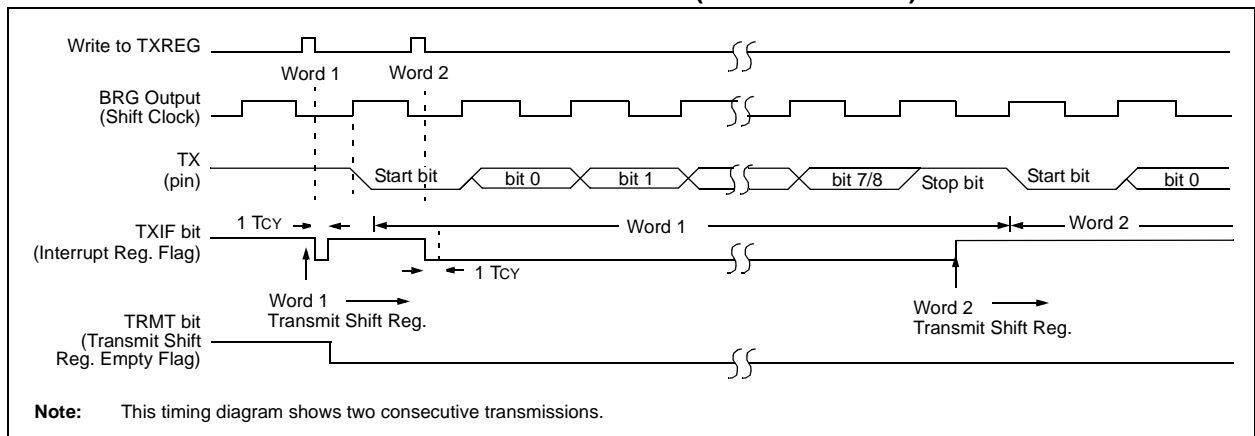 Write to TXREG
Word 1
Word 2
BRG Output
(Shift Clock)
TX
(pin)
Start bit
bit 0
bit 1
bit 7/8
Stop bit
Start bit
bit 0
1 TCY
TXIF bit
(Interrupt Reg. Flag)
Word 1
Word 2
1 TCY
Word 1
Transmit Shift Reg.
Word 2
Transmit Shift Reg.
TRMT bit
(Transmit Shift
Reg. Empty Flag)
Note: This timing diagram shows two consecutive transmissions.